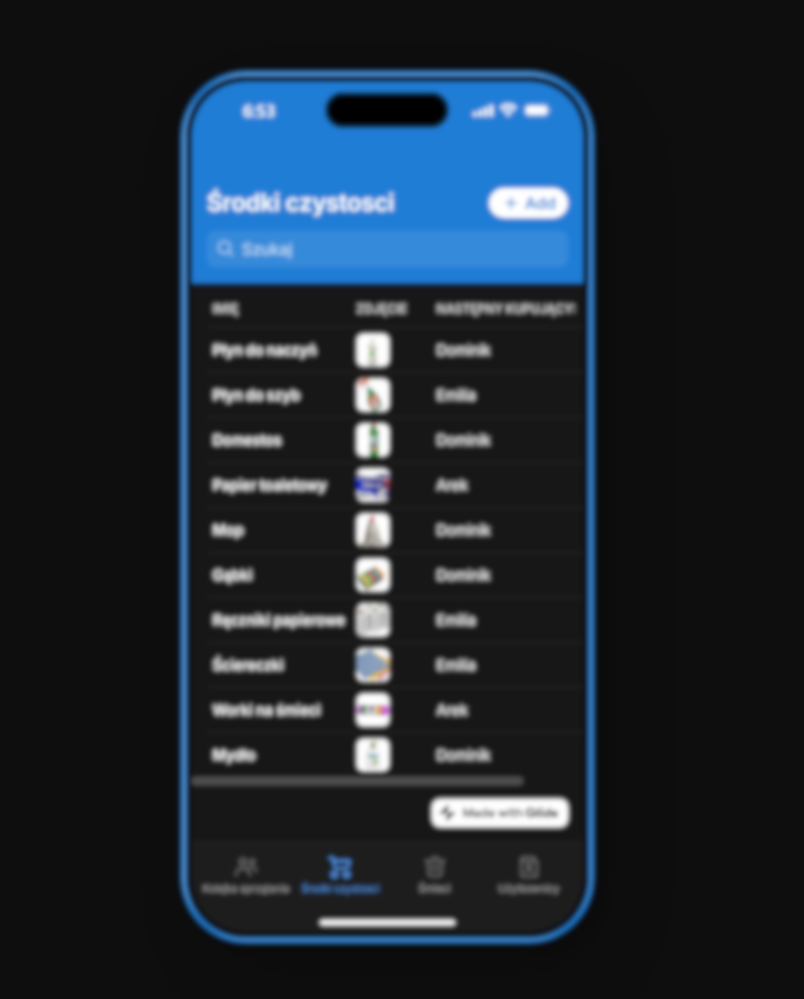 6:53
Środki czystosci
+ Add
Szukaj
IMIĘ ZDJĘCIE NASTĘPNY KUPUJĄCY:
Płyn do naczyń Dominik
Płyn do szyb Emilia
Domestos Dominik
Papier toaletowy Arek
Mop Dominik
Gąbki Dominik
Ręczniki papierowe Emilia
Ściereczki Emilia
Worki na śmieci Arek
Mydło Dominik
Made with Glide
Kolejka sprzątania Środki czystosci Śmieci Użytkownicy